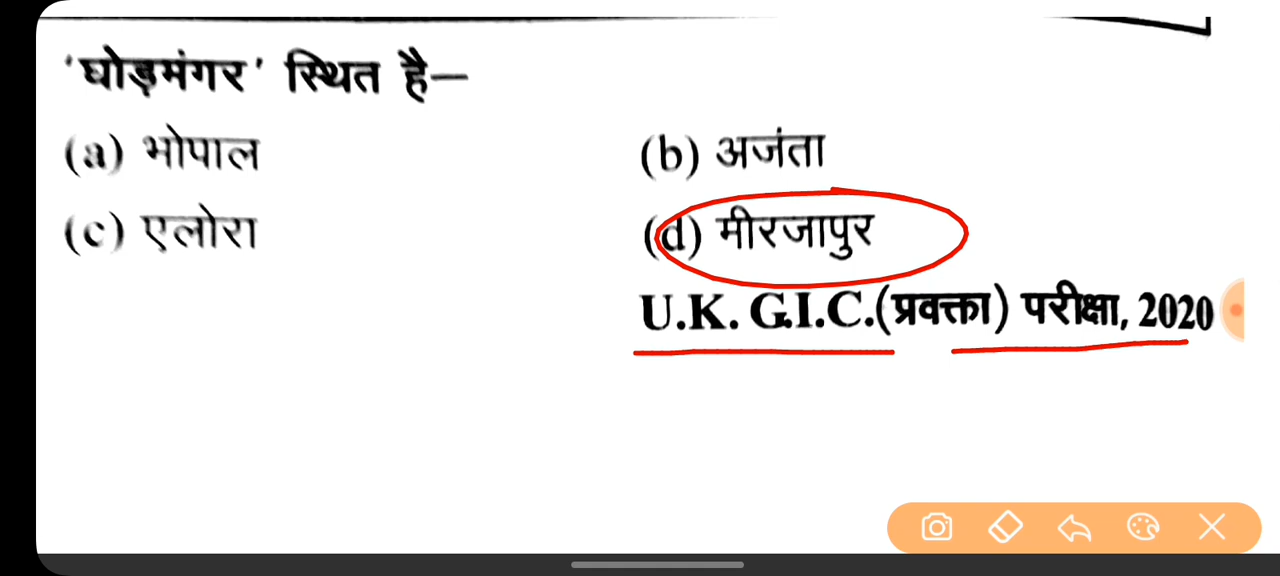 ‘घोड़मंगर’ स्थित है—
(a) भोपाल (b) अजंता
(c) एलोरा (d) मीरजापुर
U.K. G.I.C.(प्रवक्ता) परीक्षा, 2020